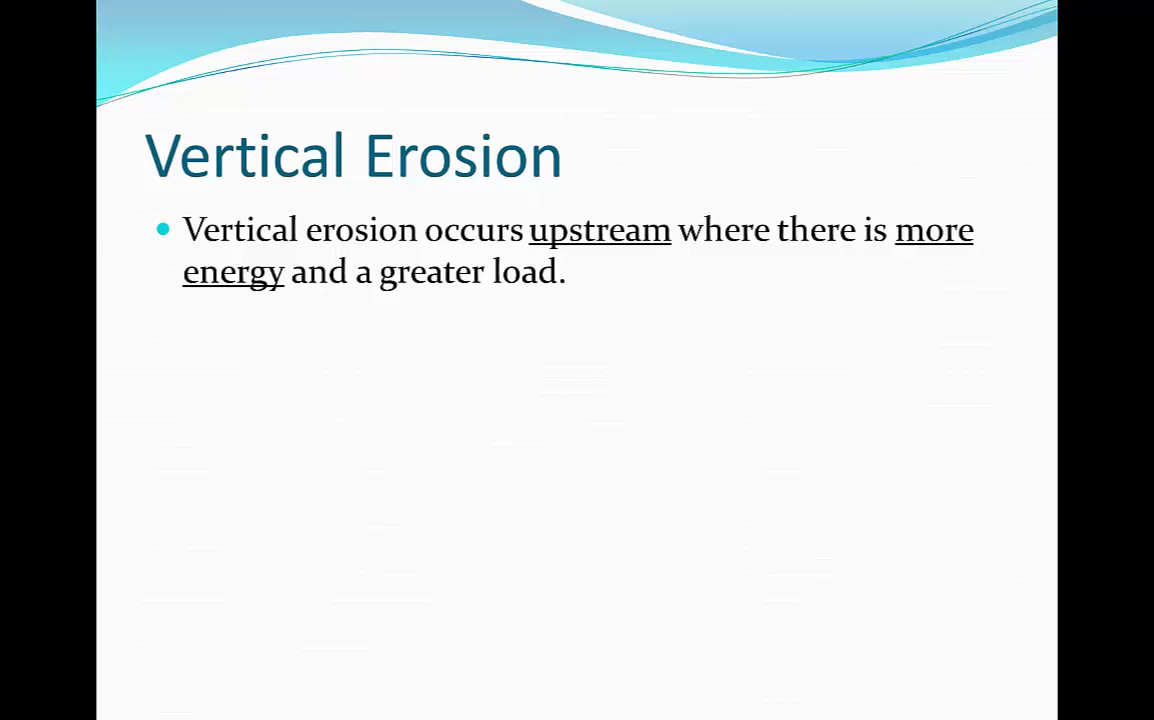 Vertical Erosion
Vertical erosion occurs upstream where there is more
energy and a greater load.